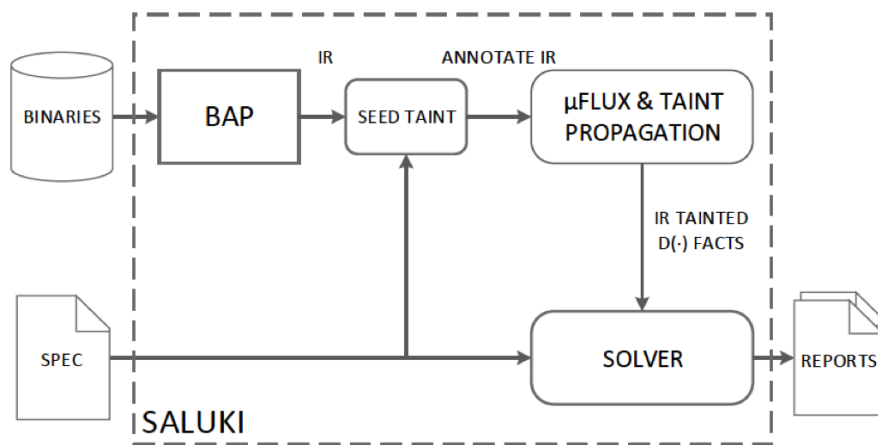 IR
ANNOTATE IR
BINARIES
BAP
SEED TAINT
µFLUX & TAINT
PROPAGATION
IR TAINTED
D(·) FACTS
SPEC
SOLVER
REPORTS
SALUKI